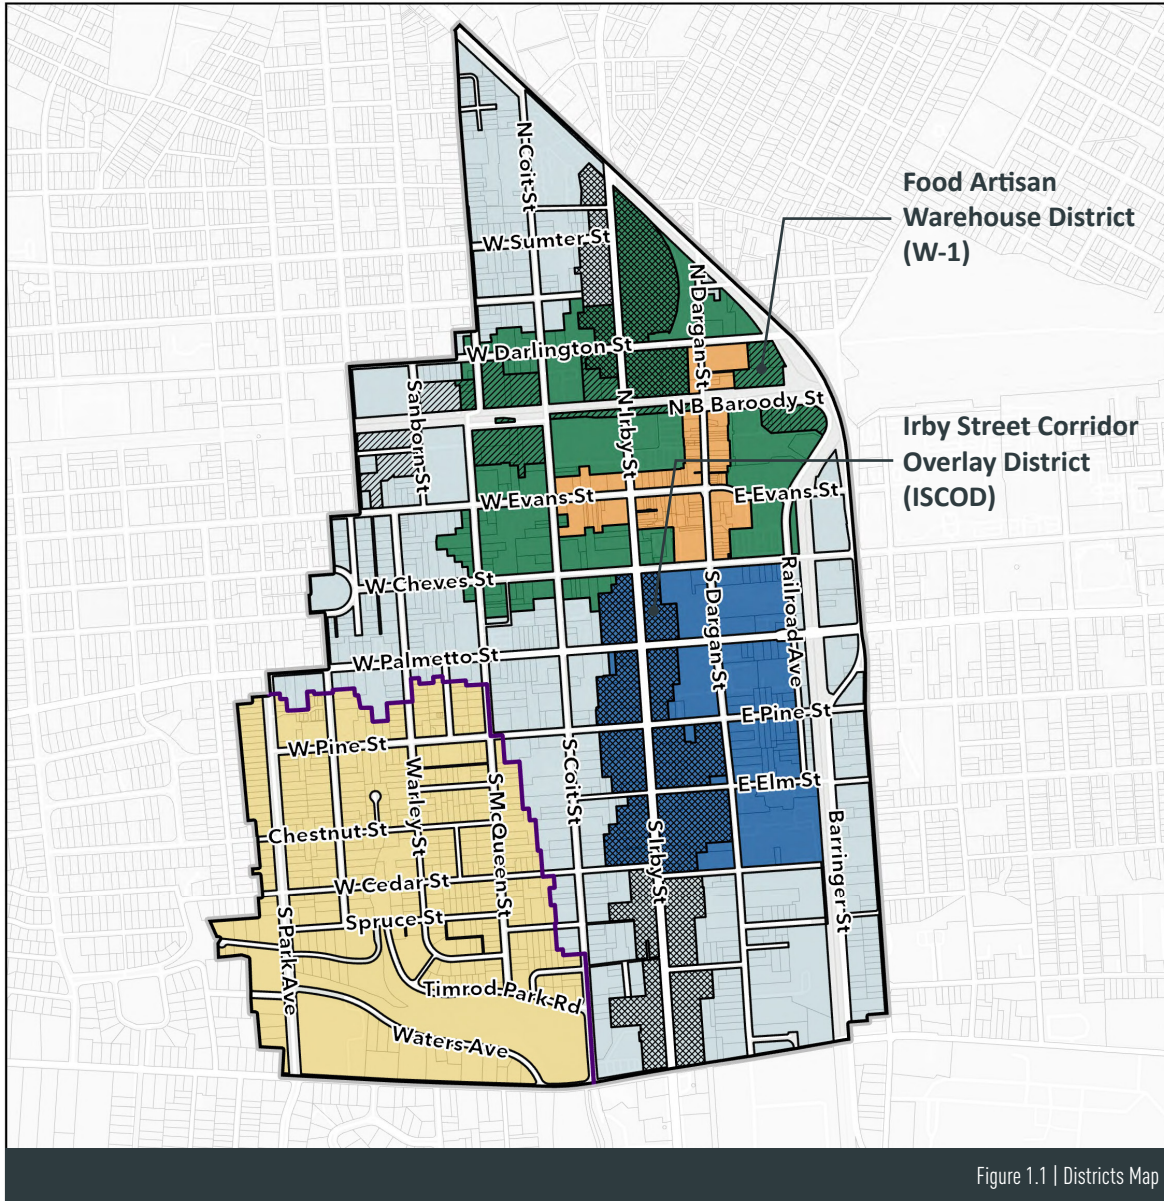 N Coit St
Food Artisan
Warehouse District
(W-1)
W Sumter St
N Dargan St
W Darlington St
Sanborn St
N Irby St
N B Baroody St
Irby Street Corridor
Overlay District
(ISCOD)
W Evans St
E Evans St
W Cheves St
S Dargan St
Railroad Ave
W Palmetto St
E Pine St
W Pine St
Warley St
S McQueen St
S Coit St
E Elm St
Chestnut St
S Irby St
Barringer St
W Cedar St
Spruce St
S Park Ave
Timrod Park Rd
Waters Ave
Figure 1.1 | Districts Map